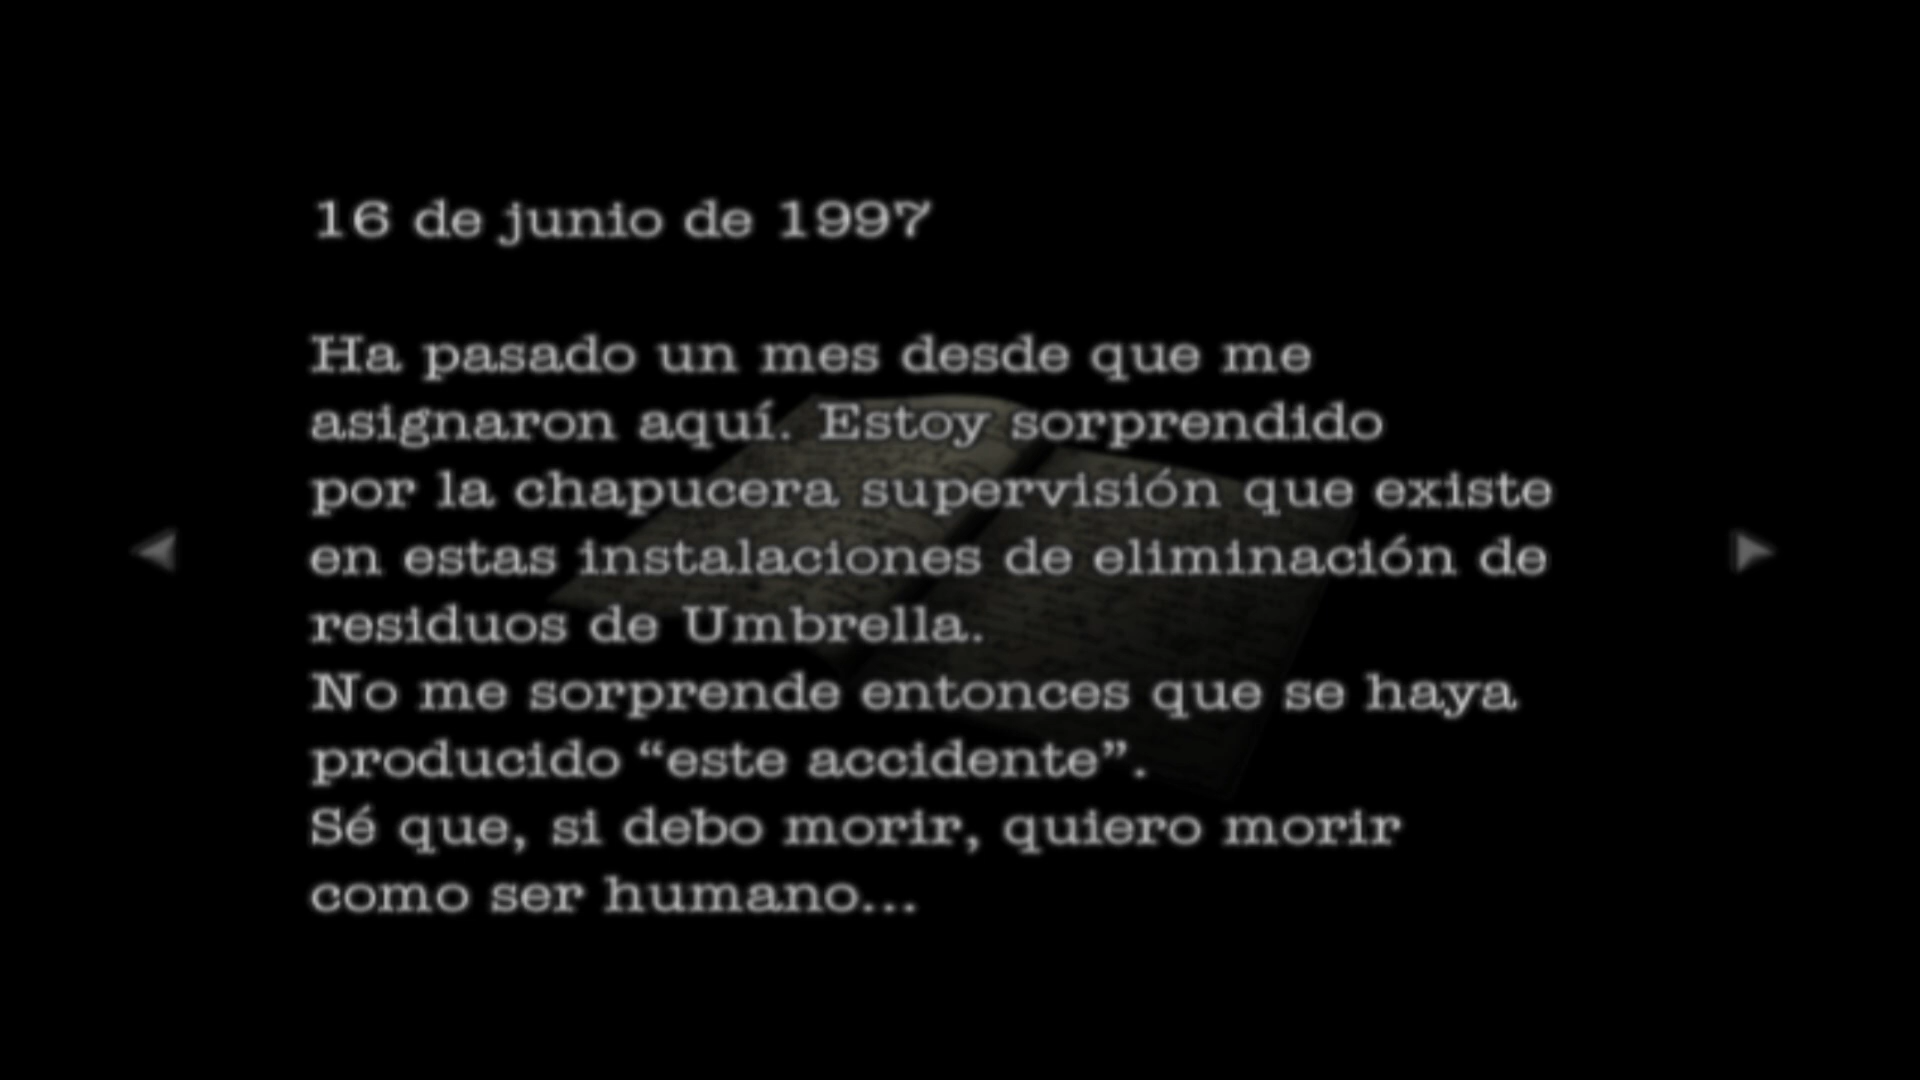 16 de junio de 1997
Ha pasado un mes desde que me
asignaron aquí. Estoy sorprendido
por la chapucera supervisión que existe
en estas instalaciones de eliminación de
residuos de Umbrella.
No me sorprende entonces que se haya
producido “este accidente”.
Sé que, si debo morir, quiero morir
como ser humano...